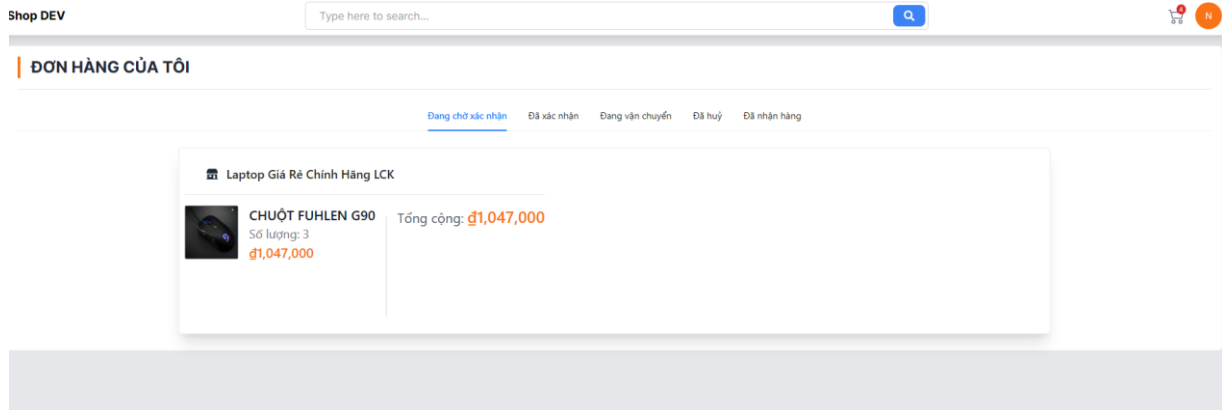 Shop DEV
Type here to search...
4
N
ĐƠN HÀNG CỦA TÔI
Đang chờ xác nhận Đã xác nhận Đang vận chuyển Đã huỷ Đã nhận hàng
Laptop Giá Rẻ Chính Hãng LCK
CHUỘT FUHLEN G90
Số lượng: 3
₫1,047,000
Tổng cộng: ₫1,047,000